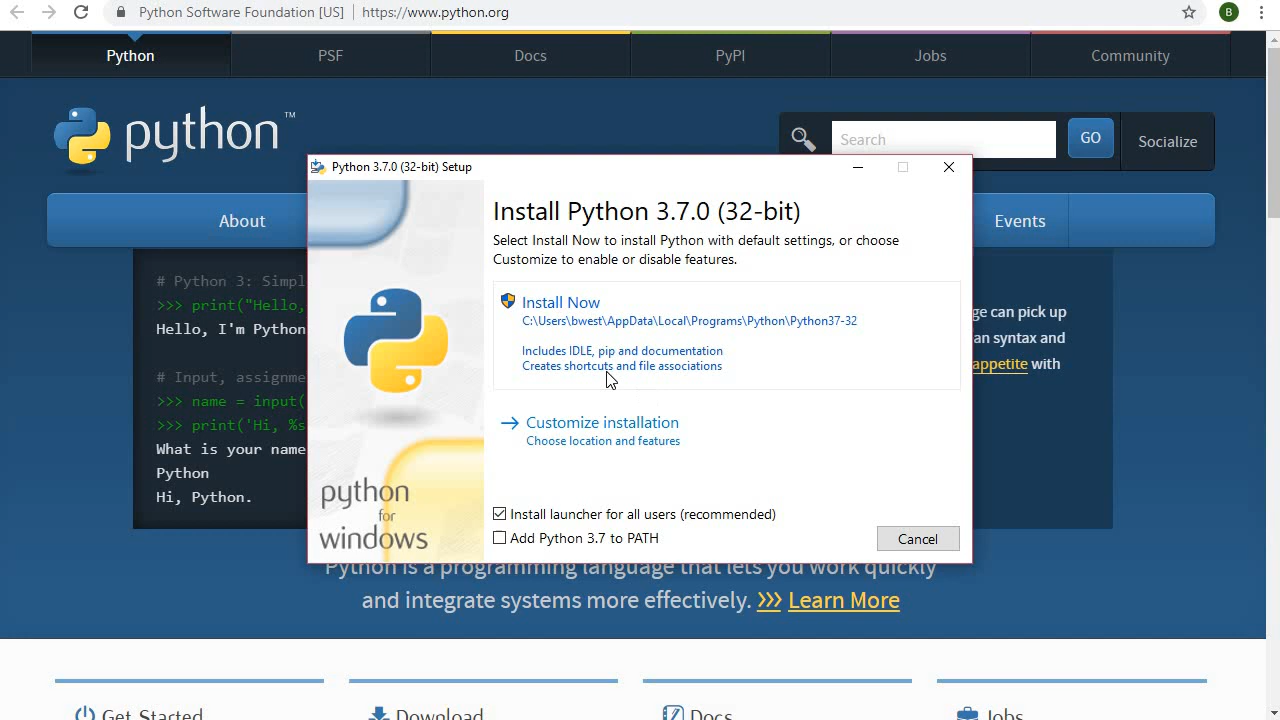 Python Software Foundation [US] | https://www.python.org
B
Python PSF Docs PyPI Jobs Community
python™
Search GO Socialize
Python 3.7.0 (32-bit) Setup
About Events
Install Python 3.7.0 (32-bit)
Select Install Now to install Python with default settings, or choose
Customize to enable or disable features.
Install Now
C:\Users\bwest\AppData\Local\Programs\Python\Python37-32
Includes IDLE, pip and documentation
Creates shortcuts and file associations
Customize installation
Choose location and features
Install launcher for all users (recommended)
Add Python 3.7 to PATH
Cancel
python
for
windows
# Python 3: Simpl
>>> print("Hello,
Hello, I'm Python
# Input, assignme
>>> name = input(
>>> print('Hi, %s
What is your name
Python
Hi, Python.
ge can pick up
an syntax and
appetite with
Python is a programming language that lets you work quickly
and integrate systems more effectively. >>> Learn More
Get Started Download Docs Jobs